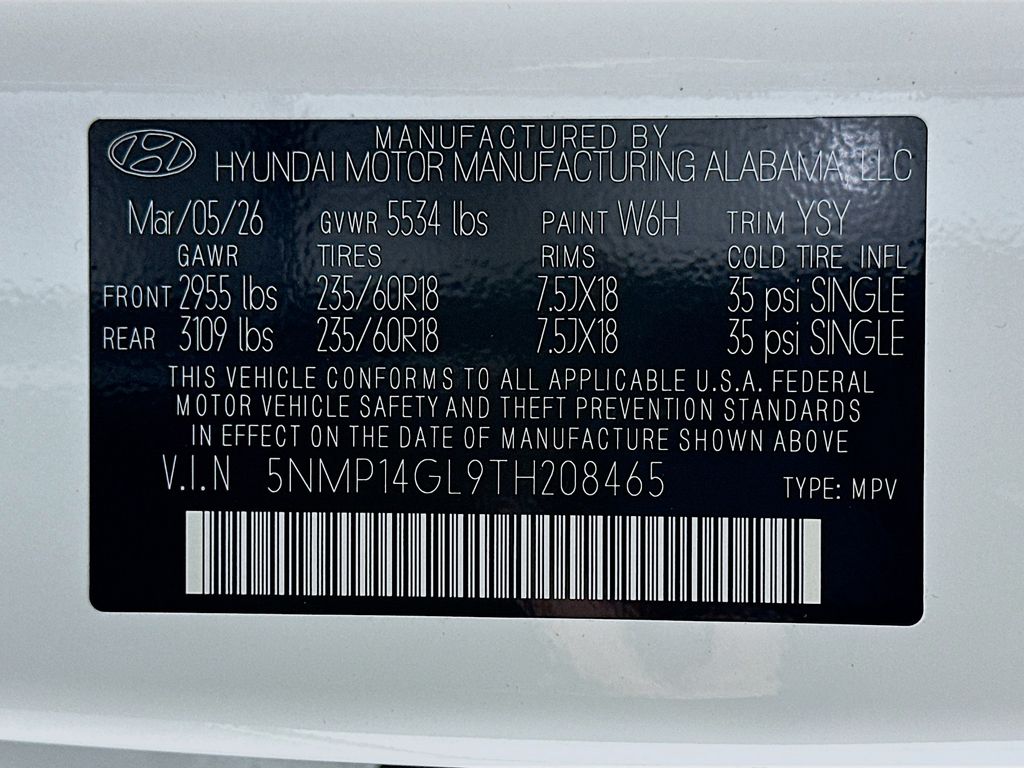 MANUFACTURED BY
HYUNDAI MOTOR MANUFACTURING ALABAMA, LLC
Mar/05/26 GVWR 5534 lbs PAINT W6H TRIM YSY
GAWR TIRES RIMS COLD TIRE INFL
FRONT 2955 lbs 235/60R18 7.5JX18 35 psi SINGLE
REAR 3109 lbs 235/60R18 7.5JX18 35 psi SINGLE
THIS VEHICLE CONFORMS TO ALL APPLICABLE U.S.A. FEDERAL
MOTOR VEHICLE SAFETY AND THEFT PREVENTION STANDARDS
IN EFFECT ON THE DATE OF MANUFACTURE SHOWN ABOVE
V.I.N 5NMP14GL9TH208465 TYPE: MPV